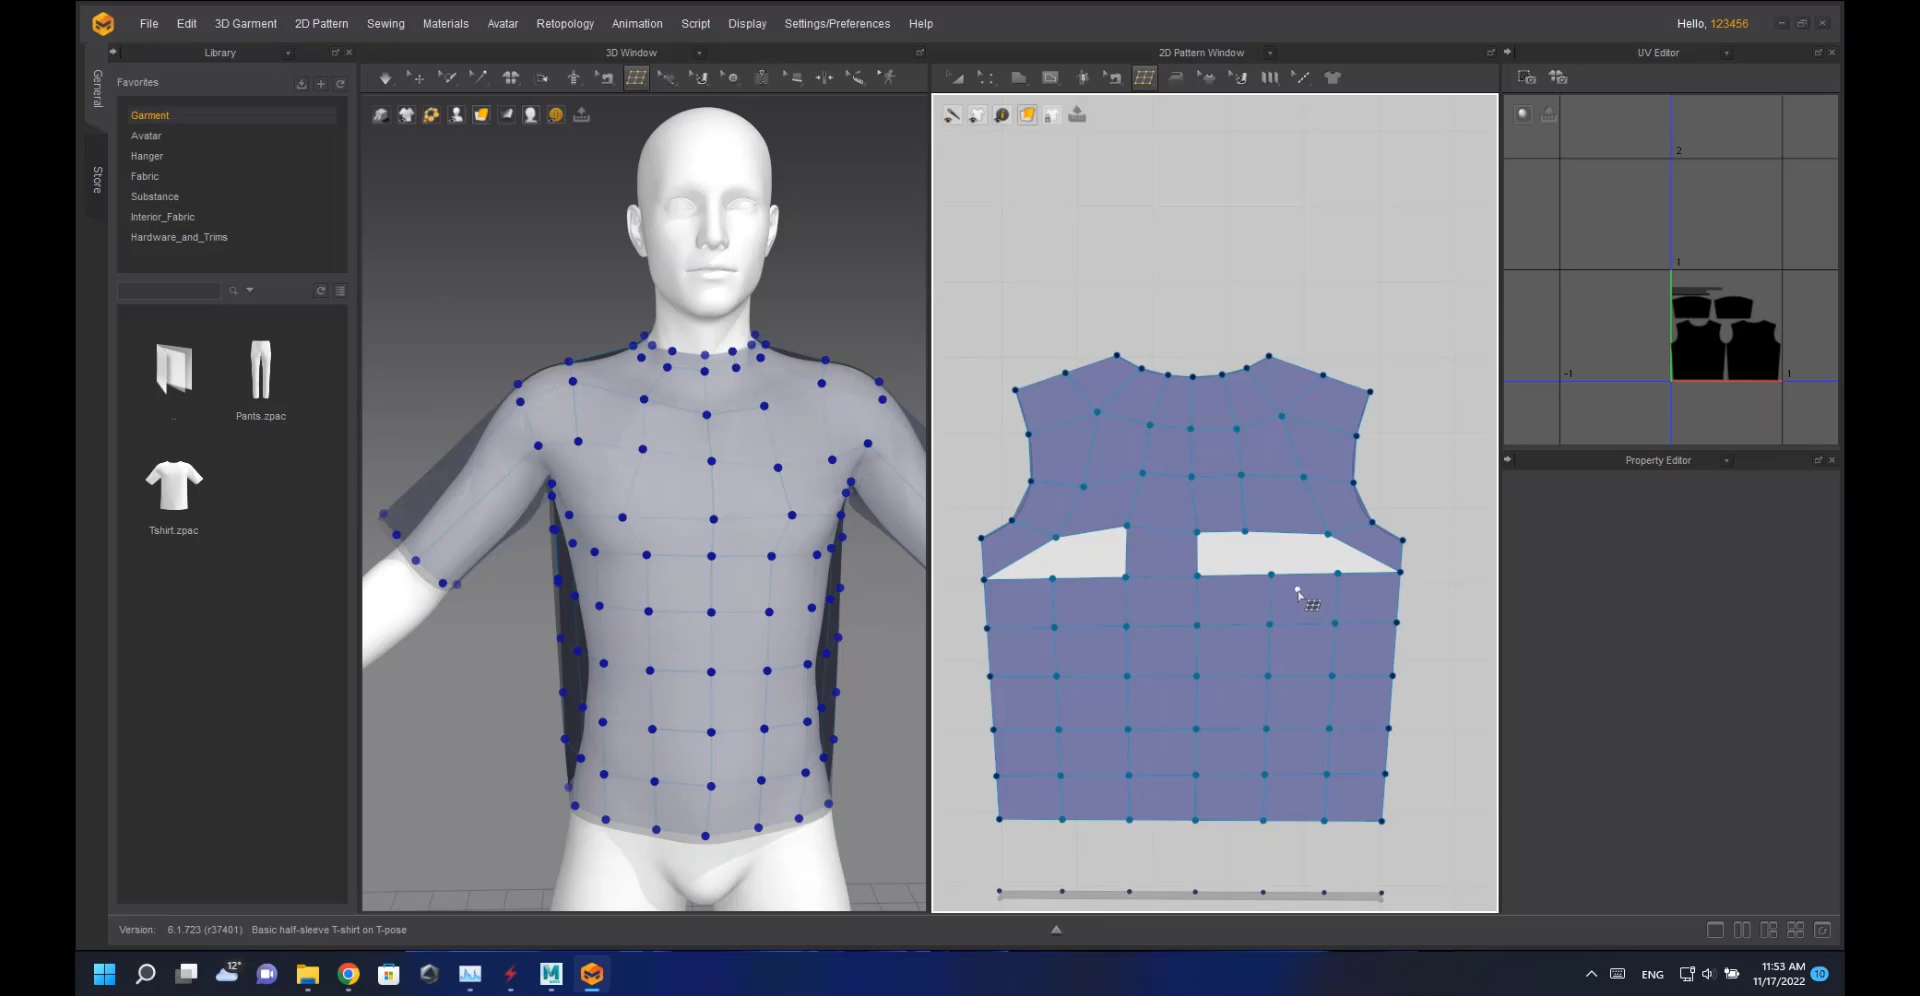 File Edit 3D Garment 2D Pattern Sewing Materials Avatar Retopology Animation Script Display Settings/Preferences Help
Hello, 123456
Library
3D Window
2D Pattern Window
UV Editor
General
Store
Favorites
Garment
Avatar
Hanger
Fabric
Substance
Interior_Fabric
Hardware_and_Trims
..
Pants.zpac
Tshirt.zpac
2
1
-1
1
Property Editor
Version: 6.1.723 (r37401) Basic half-sleeve T-shirt on T-pose
12°
ENG
11:53 AM
11/17/2022
10